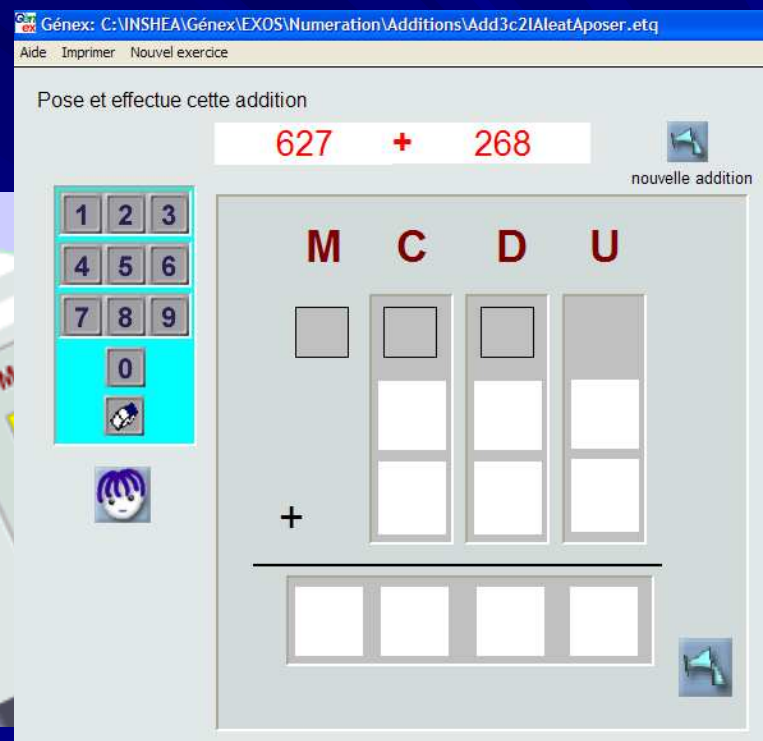 Génex: C:\INSHEA\Génex\EXOS\Numeration\Additions\Add3c2lAleatAposer.etq
Aide Imprimer Nouvel exercice
Pose et effectue cette addition
627 + 268
nouvelle addition
1 2 3
4 5 6
7 8 9
0
M C D U
+